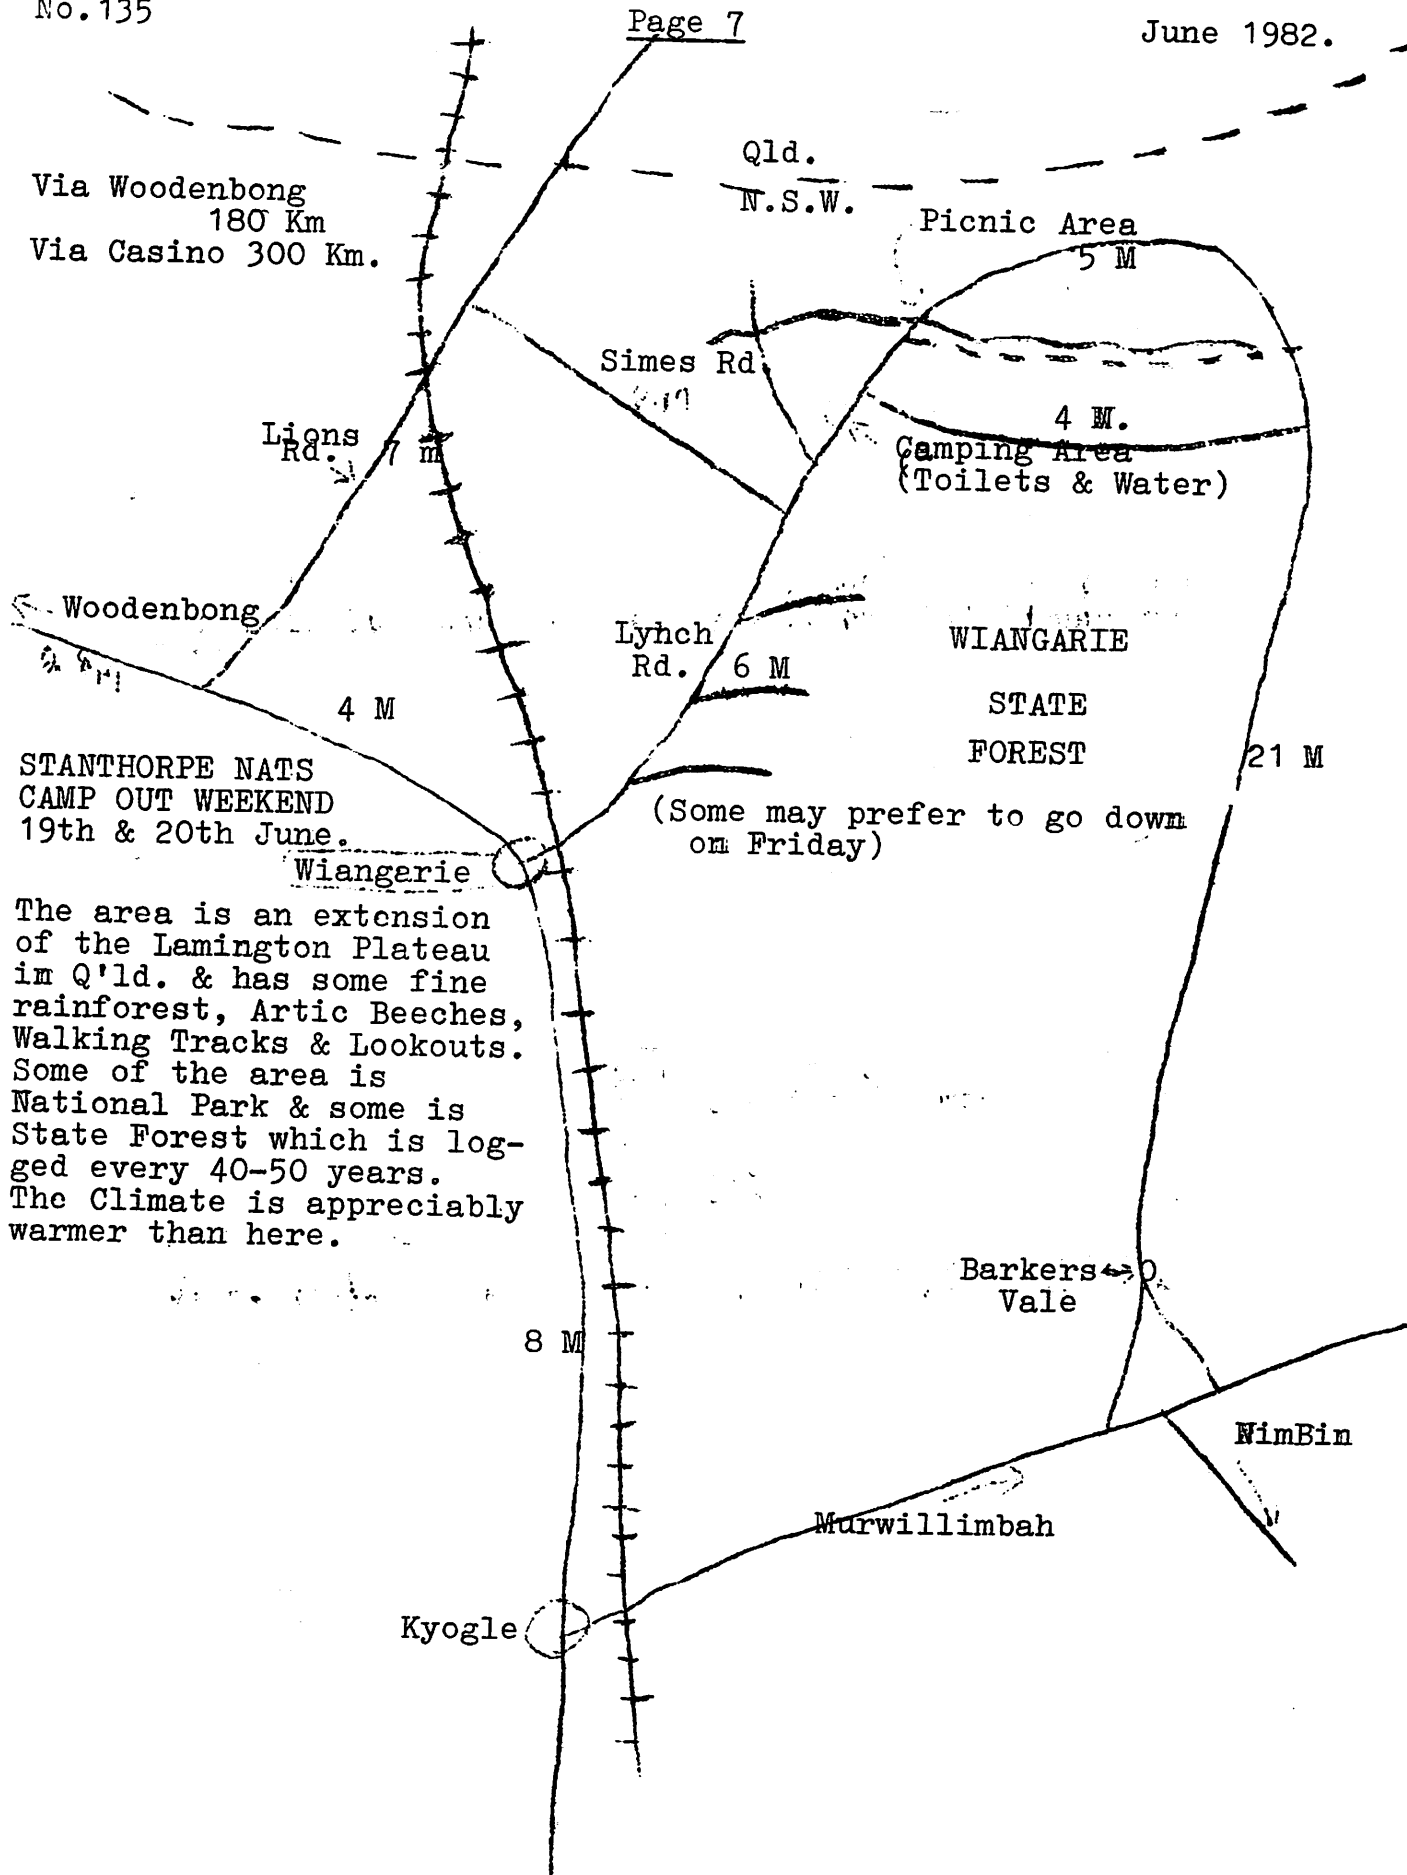 No.135
Page 7
June 1982.
Qld.
N.S.W.
Via Woodenbong
180 Km
Via Casino 300 Km.
Picnic Area
5 M
Simes Rd
Lions
Rd.
7 m
4 M.
Camping Area
(Toilets & Water)
Woodenbong
Lyhch
Rd.
6 M
WIANGARIE
STATE
FOREST
4 M
21 M
STANTHORPE NATS
CAMP OUT WEEKEND
19th & 20th June.
(Some may prefer to go down
on Friday)
Wiangarie
The area is an extension
of the Lamington Plateau
in Q'ld. & has some fine
rainforest, Artic Beeches,
Walking Tracks & Lookouts.
Some of the area is
National Park & some is
State Forest which is log-
ged every 40-50 years.
The Climate is appreciably
warmer than here.
Barkers
Vale
8 M
NimBin
Murwillimbah
Kyogle